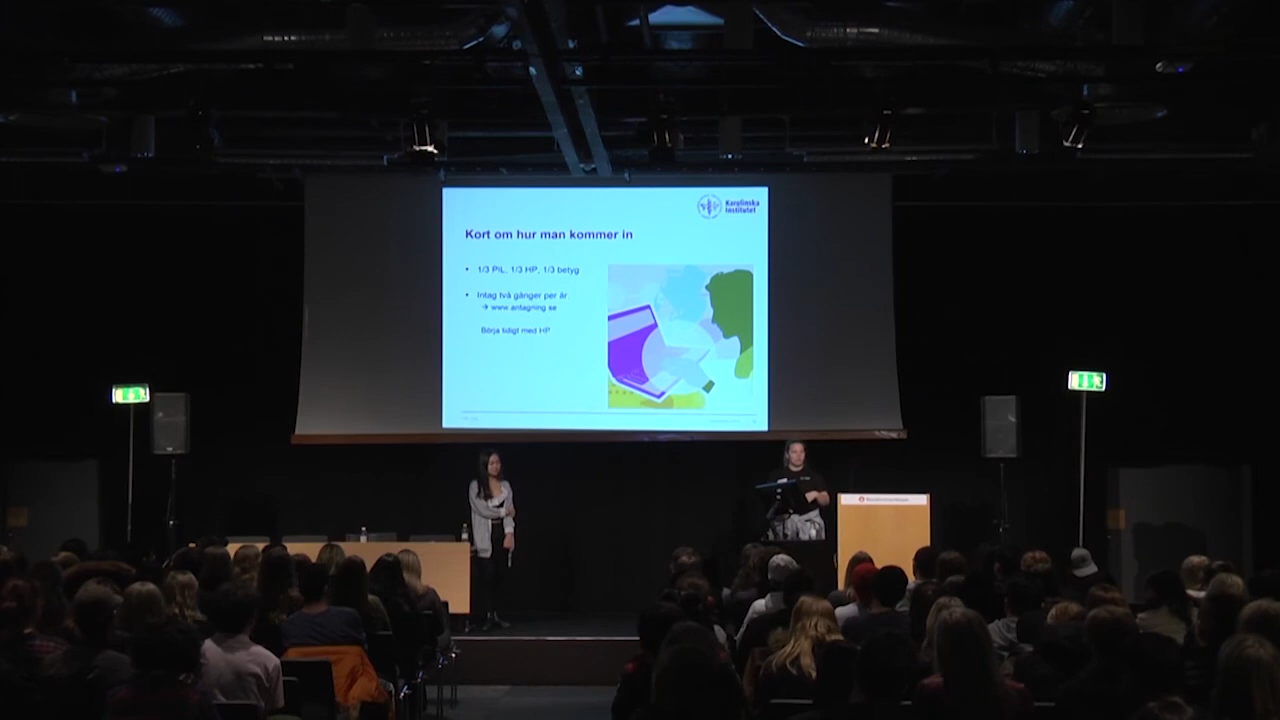 Karolinska
Institutet
Kort om hur man kommer in
• 1/3 PIL, 1/3 HP, 1/3 betyg
• Intag två gånger per år
→ www.antagning.se
Börja tidigt med HP